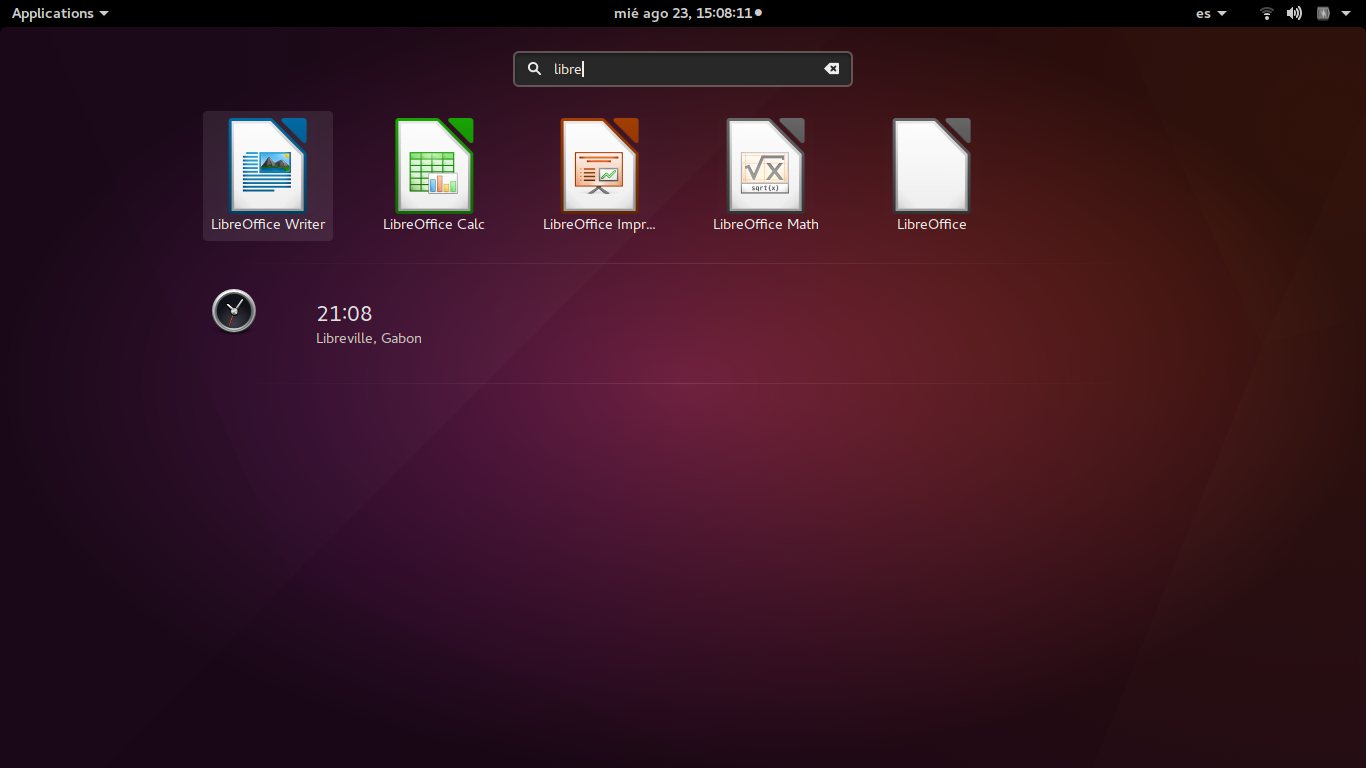 Applications
mié ago 23, 15:08:11
es
libre
LibreOffice Writer
LibreOffice Calc
LibreOffice Impr...
LibreOffice Math
LibreOffice
sqrt(x)
21:08
Libreville, Gabon